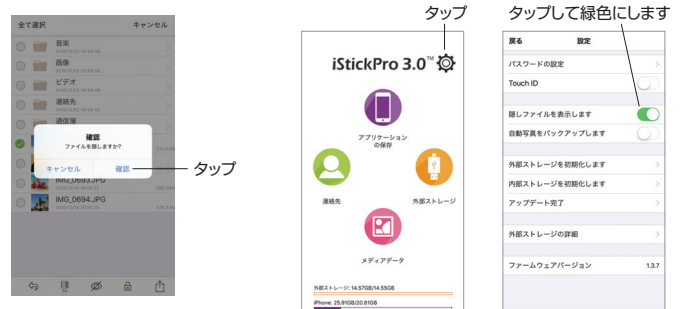 全て選択
キャンセル
音楽
画像
ビデオ
連絡先
通信簿
確認
ファイルを隠しますか?
キャンセル
確認
タップ
IMG_0693.JPG
IMG_0694.JPG
タップ
iStickPro 3.0™
アプリケーション
の保存
連絡先
外部ストレージ
メディアデータ
外部ストレージ: 14.57GB/14.55GB
iPhone: 25.91GB/20.81GB
タップして緑色にします
戻る
設定
パスワードの設定
Touch ID
隠しファイルを表示します
自動写真をバックアップします
外部ストレージを初期化します
内部ストレージを初期化します
アップデート完了
外部ストレージの詳細
ファームウェアバージョン
1.3.7